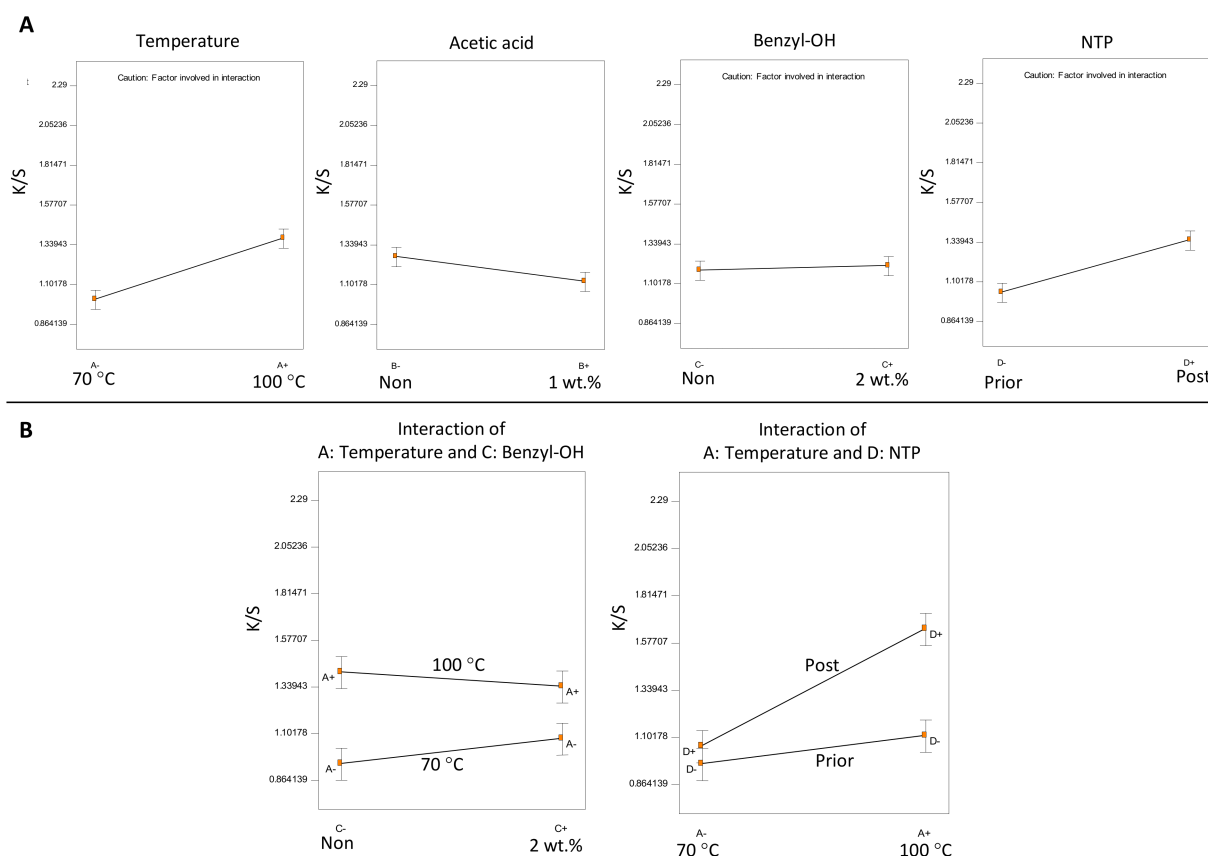 A
Temperature
Acetic acid
Benzyl-OH
NTP
Caution: Factor involved in interaction
Caution: Factor involved in interaction
Caution: Factor involved in interaction
K/S
2.29
2.05236
1.81471
1.57707
1.33943
1.10178
0.864139
A-
A+
70 °C
100 °C
K/S
2.29
2.05236
1.81471
1.57707
1.33943
1.10178
0.864139
B-
B+
Non
1 wt.%
K/S
2.29
2.05236
1.81471
1.57707
1.33943
1.10178
0.864139
C-
C+
Non
2 wt.%
K/S
2.29
2.05236
1.81471
1.57707
1.33943
1.10178
0.864139
D-
D+
Prior
Post
B
Interaction of
A: Temperature and C: Benzyl-OH
K/S
2.29
2.05236
1.81471
1.57707
1.33943
1.10178
0.864139
100 °C
A+
A+
A-
A-
70 °C
C-
C+
Non
2 wt.%
Interaction of
A: Temperature and D: NTP
K/S
2.29
2.05236
1.81471
1.57707
1.33943
1.10178
0.864139
D+
Post
D+
D-
D-
Prior
A-
A+
70 °C
100 °C